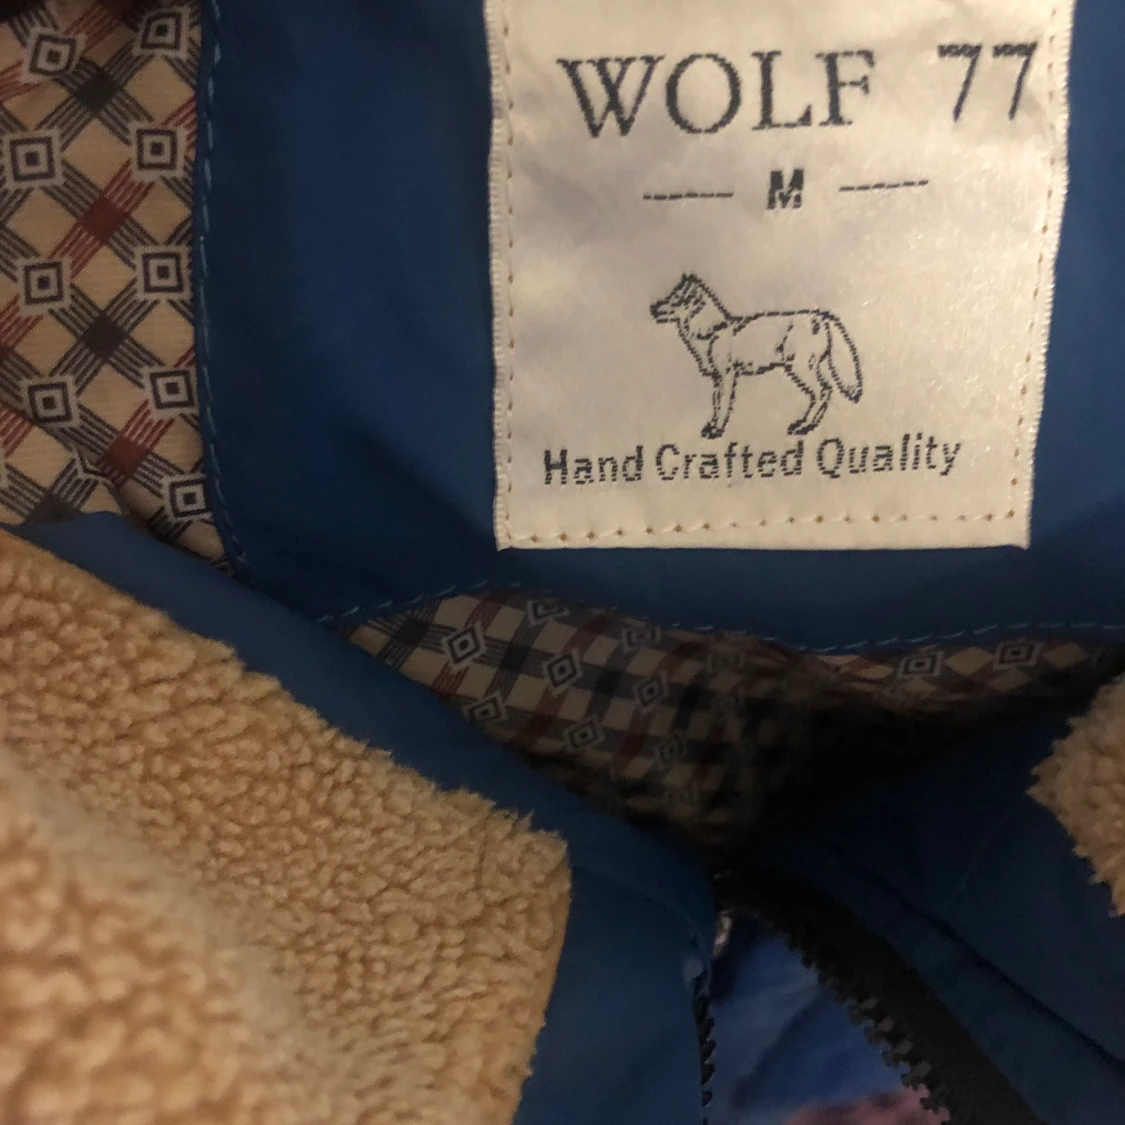 WOLF 77
M
Hand Crafted Quality